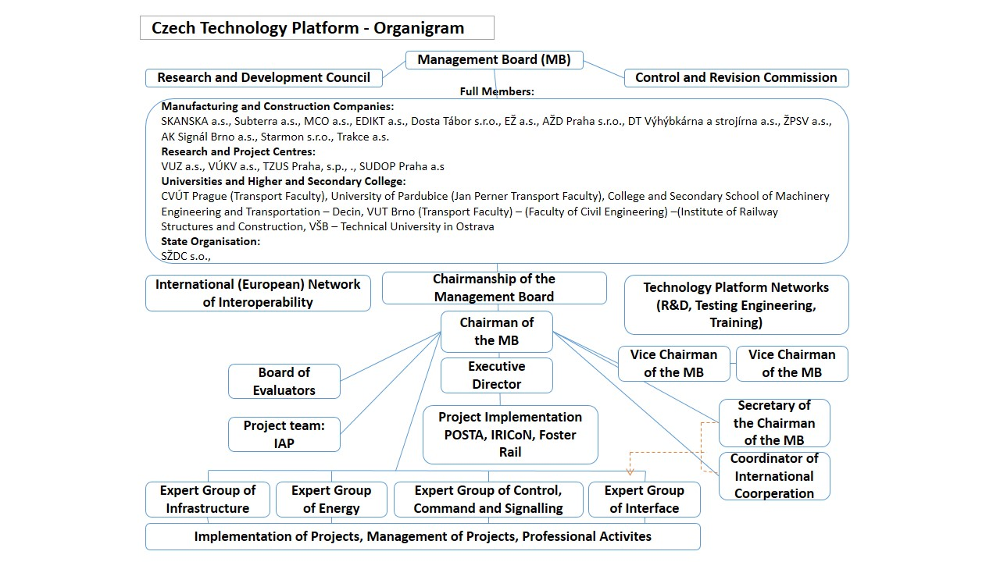 Czech Technology Platform - Organigram
Management Board (MB)
Research and Development Council
Control and Revision Commission
Full Members:
Manufacturing and Construction Companies:
SKANSKA a.s., Subterra a.s., MCO a.s., EDIKT a.s., Dosta Tábor s.r.o., EŽ a.s., AŽD Praha s.r.o., DT Výhýbkárna a strojírna a.s., ŽPSV a.s.,
AK Signál Brno a.s., Starmon s.r.o., Trakce a.s.
Research and Project Centres:
VUZ a.s., VÚKV a.s., TZUS Praha, s.p., ., SUDOP Praha a.s
Universities and Higher and Secondary College:
CVÚT Prague (Transport Faculty), University of Pardubice (Jan Perner Transport Faculty), College and Secondary School of Machinery
Engineering and Transportation – Decin, VUT Brno (Transport Faculty) – (Faculty of Civil Engineering) –(Institute of Railway
Structures and Construction, VŠB – Technical University in Ostrava
State Organisation:
SŽDC s.o.,
International (European) Network
of Interoperability
Chairmanship of the
Management Board
Technology Platform Networks
(R&D, Testing Engineering,
Training)
Chairman of
the MB
Vice Chairman
of the MB
Vice Chairman
of the MB
Board of
Evaluators
Executive
Director
Secretary of
the Chairman
of the MB
Project team:
IAP
Project Implementation
POSTA, IRICoN, Foster
Rail
Coordinator of
International
Coorperation
Expert Group of
Infrastructure
Expert Group
of Energy
Expert Group of Control,
Command and Signalling
Expert Group
of Interface
Implementation of Projects, Management of Projects, Professional Activites